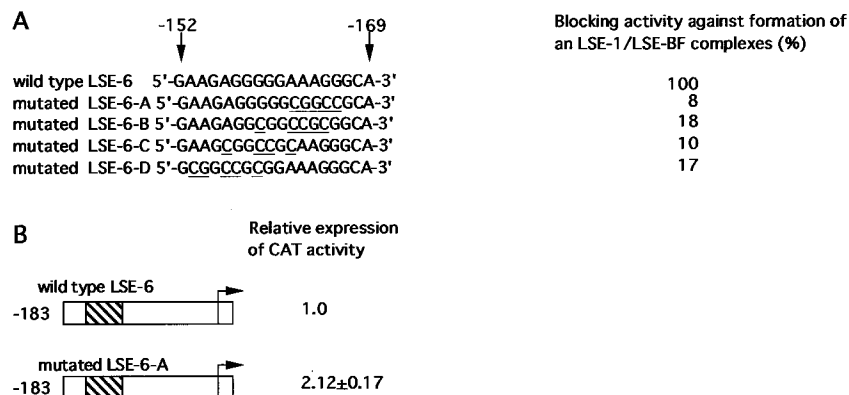 A
-152 -169
Blocking activity against formation of
an LSE-1/LSE-BF complexes (%)
wild type LSE-6 5'-GAAGAGGGGGAAAGGGCA-3' 100
mutated LSE-6-A 5'-GAAGAGGGGGCGGCCGCA-3' 8
mutated LSE-6-B 5'-GAAGAGGCGGCCGCGGCA-3' 18
mutated LSE-6-C 5'-GAAGCGGCCGCAAGGGCA-3' 10
mutated LSE-6-D 5'-GCGGCCGCGGAAAGGGCA-3' 17
B
Relative expression
of CAT activity
wild type LSE-6
-183 1.0
mutated LSE-6-A
-183 2.12±0.17